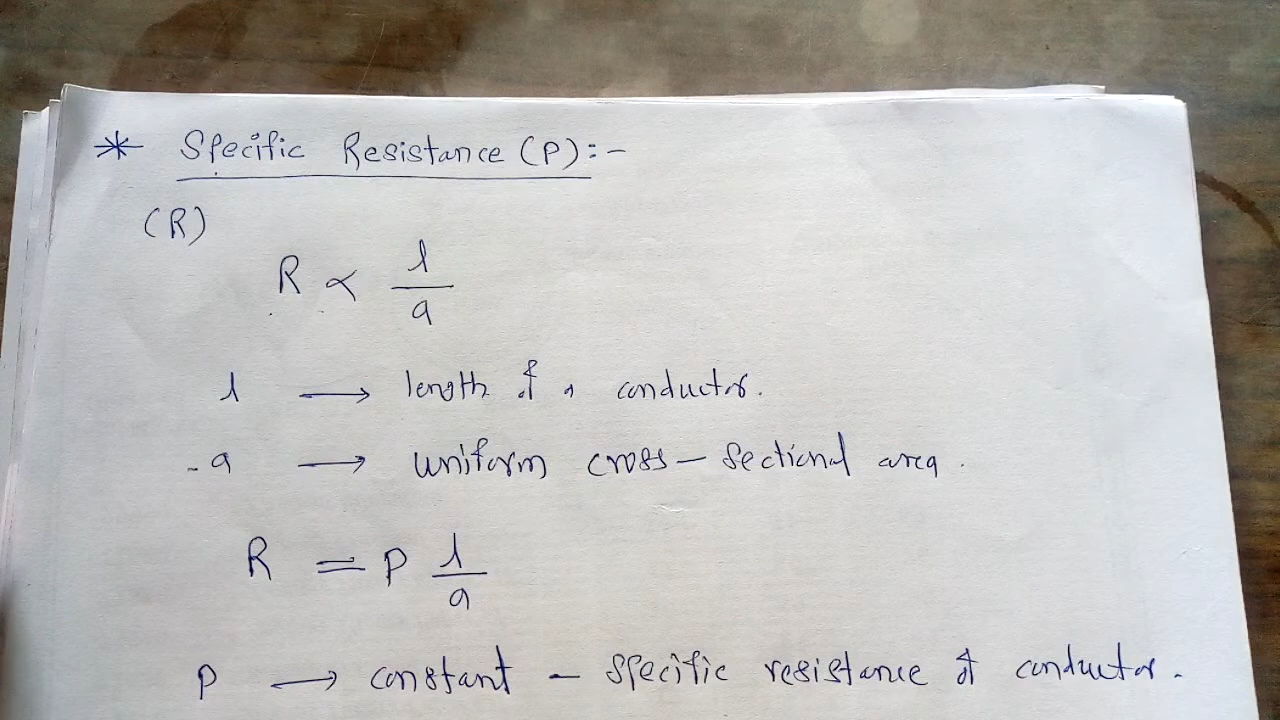 * Specific Resistance (P):-
(R)
R ∝ l/a
l → length of a conductor.
a → uniform cross-sectional area.
R = P l/a
P → constant - specific resistance of conductor.